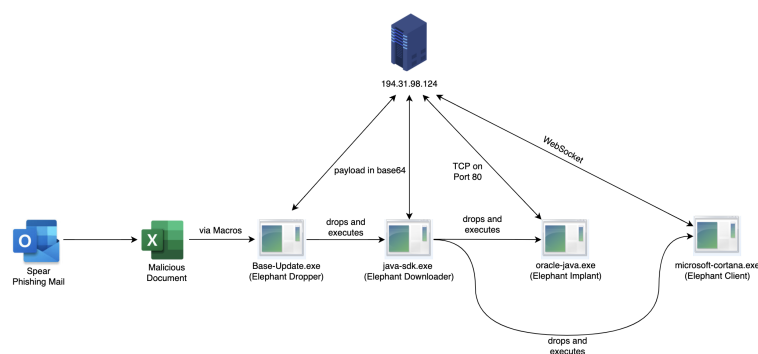 194.31.98.124
WebSocket
payload in base64
TCP on
Port 80
via Macros
drops and
executes
drops and
executes
O
X
Spear
Phishing Mail
Malicious
Document
Base-Update.exe
(Elephant Dropper)
java-sdk.exe
(Elephant Downloader)
oracle-java.exe
(Elephant Implant)
microsoft-cortana.exe
(Elephant Client)
drops and
executes